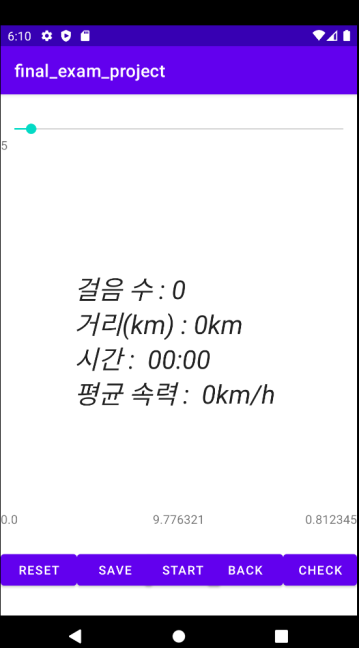 6:10
final_exam_project
5
걸음 수 : 0
거리(km) : 0km
시간 : 00:00
평균 속력 : 0km/h
0.0 9.776321 0.812345
RESET SAVE START BACK CHECK